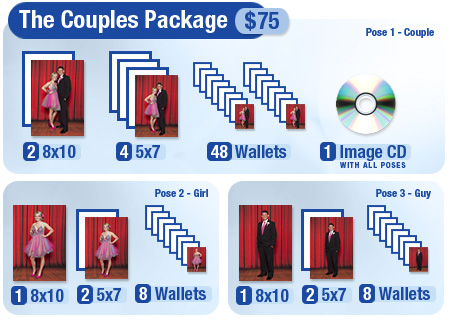 The Couples Package $75
Pose 1 - Couple
2 8x10 4 5x7 48 Wallets 1 Image CD
WITH ALL POSES
Pose 2 - Girl
1 8x10 2 5x7 8 Wallets
Pose 3 - Guy
1 8x10 2 5x7 8 Wallets